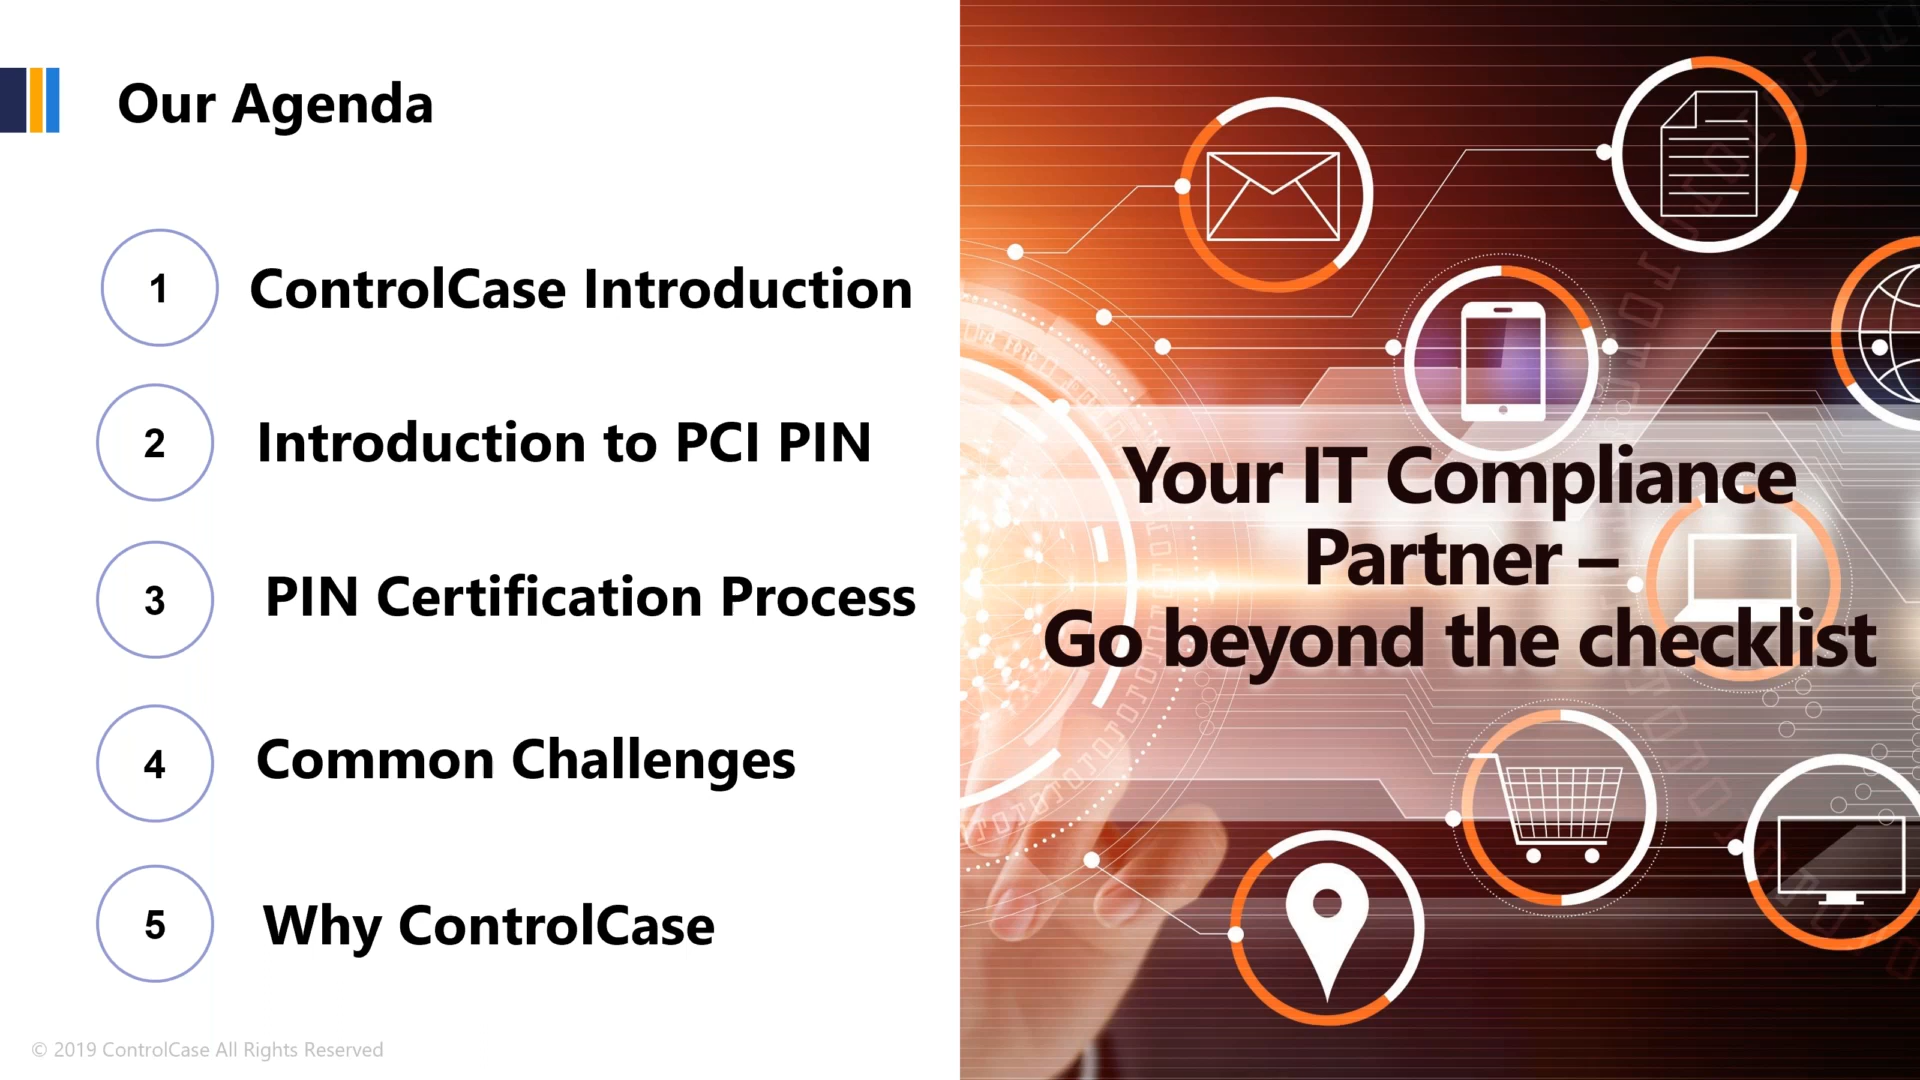 Our Agenda
1
ControlCase Introduction
2
Introduction to PCI PIN
3
PIN Certification Process
4
Common Challenges
5
Why ControlCase
© 2019 ControlCase All Rights Reserved
Your IT Compliance
Partner –
Go beyond the checklist